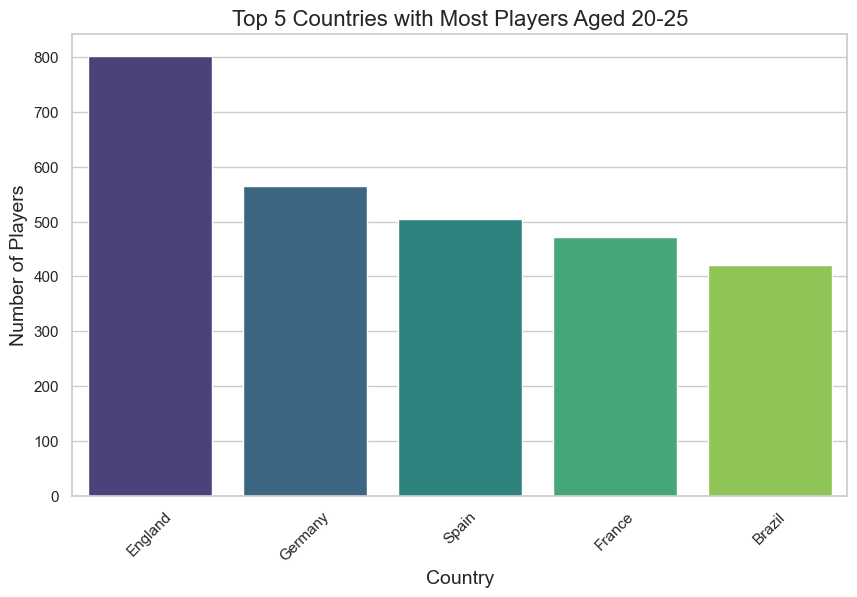 Top 5 Countries with Most Players Aged 20-25
Number of Players
800
700
600
500
400
300
200
100
0
England
Germany
Spain
France
Brazil
Country